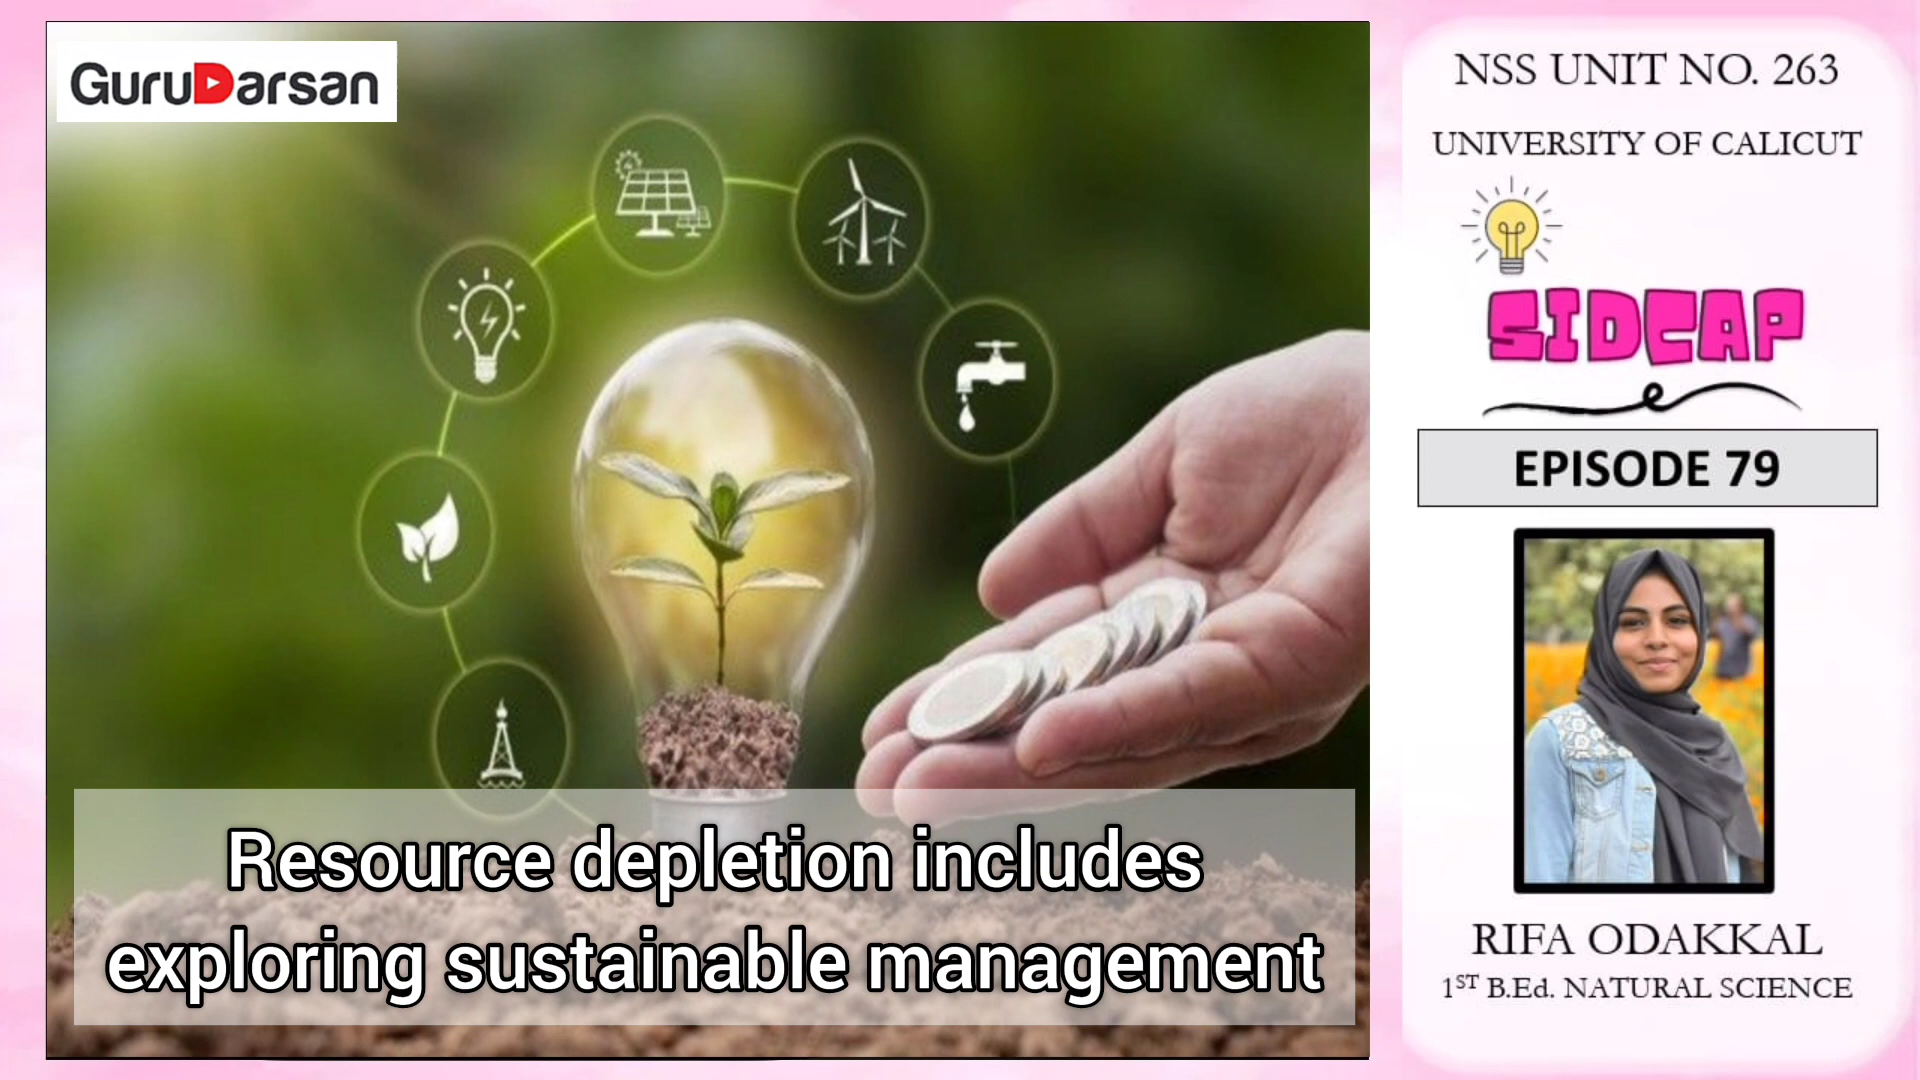 GuruDarsan
Resource depletion includes
exploring sustainable management
NSS UNIT NO. 263
UNIVERSITY OF CALICUT
SIDCAP
EPISODE 79
RIFA ODAKKAL
1ST B.Ed. NATURAL SCIENCE